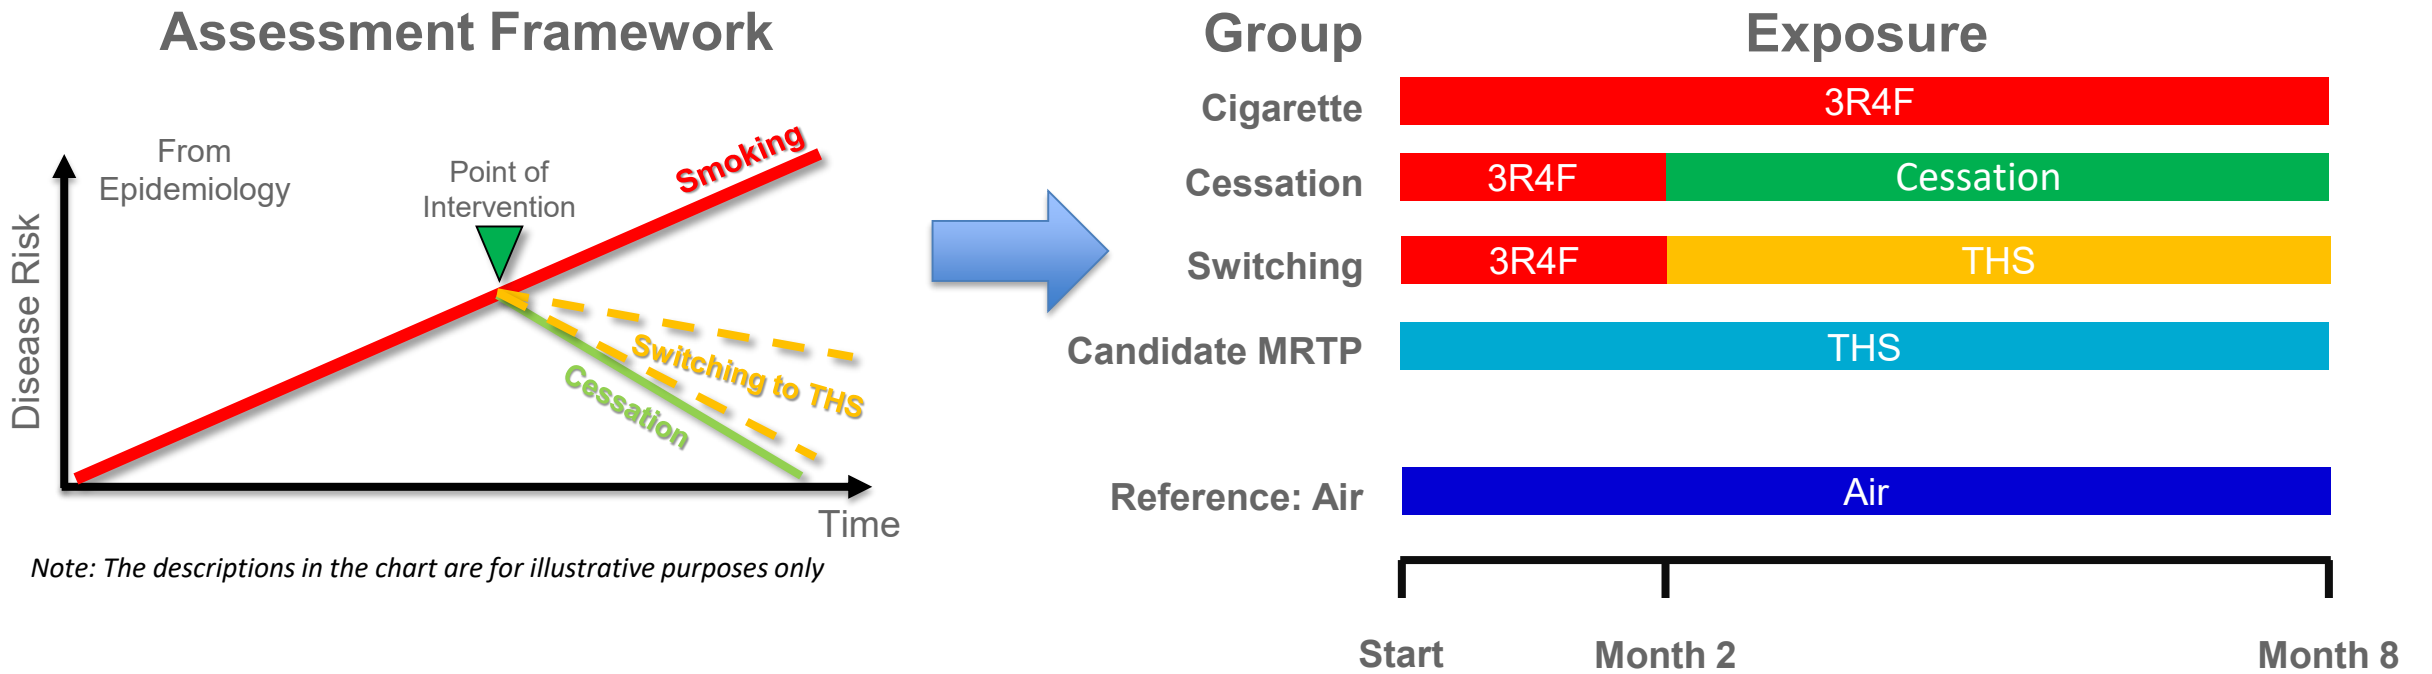 Assessment Framework
From
Epidemiology
Point of
Intervention
Smoking
Switching to THS
Cessation
Disease Risk
Time
Note: The descriptions in the chart are for illustrative purposes only
Group
Exposure
Cigarette
3R4F
Cessation
3R4F
Cessation
Switching
3R4F
THS
Candidate MRTP
THS
Reference: Air
Air
Start
Month 2
Month 8